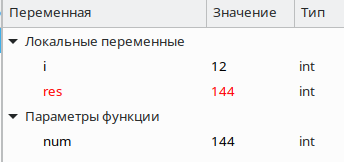 Переменная Значение Тип
Локальные переменные
i 12 int
res 144 int
Параметры функции
num 144 int